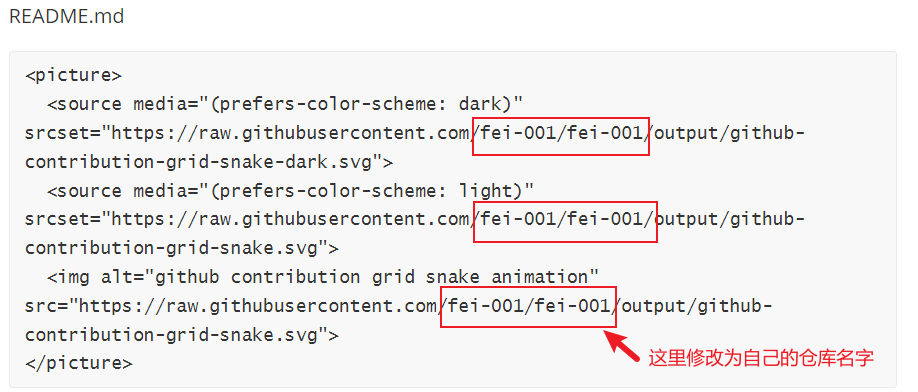 README.md
<picture>
<source media="(prefers-color-scheme: dark)"
srcset="https://raw.githubusercontent.com/fei-001/fei-001/output/github-
contribution-grid-snake-dark.svg">
<source media="(prefers-color-scheme: light)"
srcset="https://raw.githubusercontent.com/fei-001/fei-001/output/github-
contribution-grid-snake.svg">
<img alt="github contribution grid snake animation"
src="https://raw.githubusercontent.com/fei-001/fei-001/output/github-
contribution-grid-snake.svg">
</picture>
这里修改为自己的仓库名字